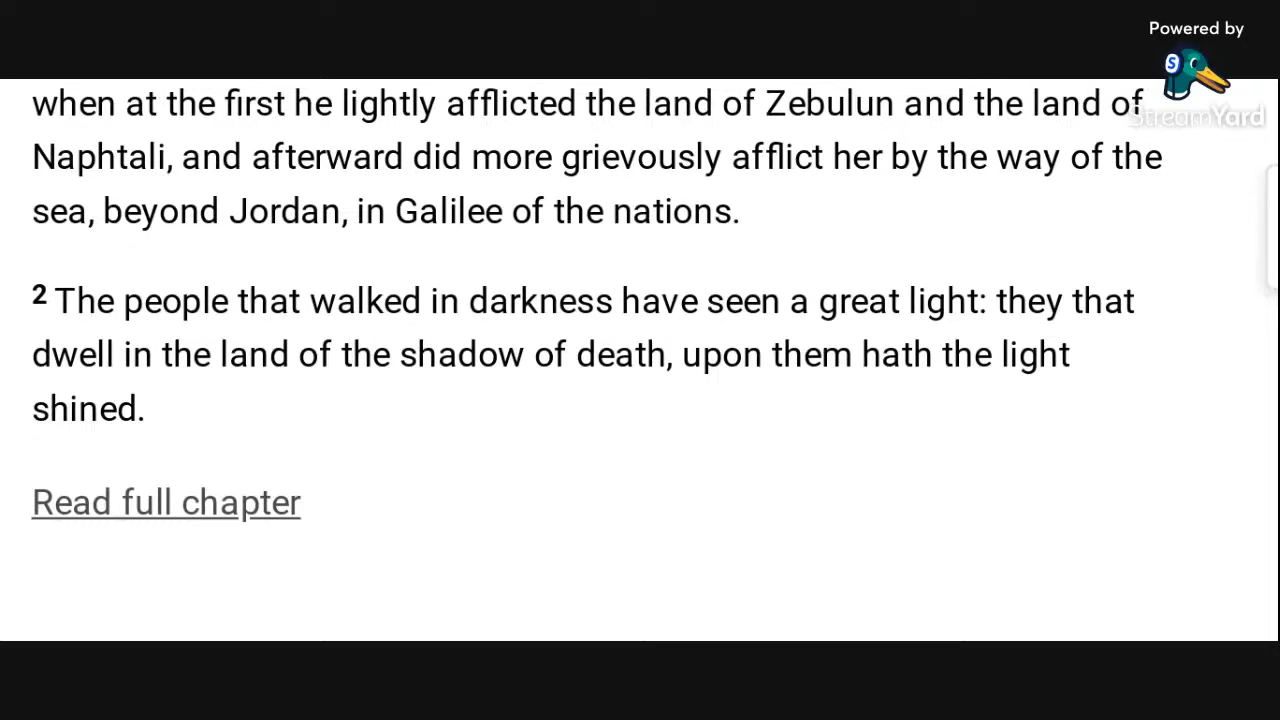 Powered by
S
StreamYard
when at the first he lightly afflicted the land of Zebulun and the land of
Naphtali, and afterward did more grievously afflict her by the way of the
sea, beyond Jordan, in Galilee of the nations.
2 The people that walked in darkness have seen a great light: they that
dwell in the land of the shadow of death, upon them hath the light
shined.
Read full chapter